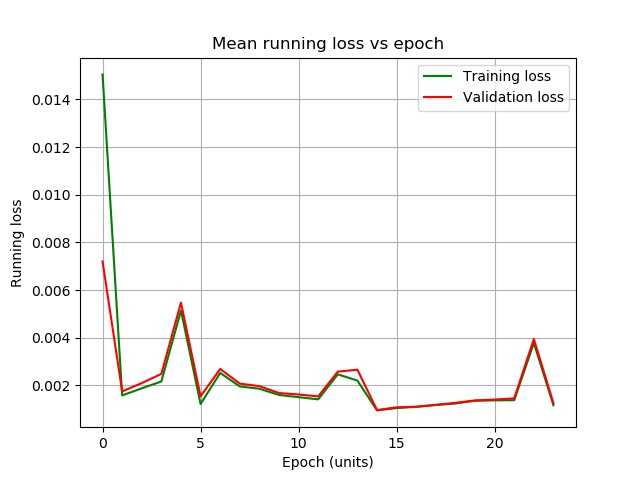 Mean running loss vs epoch
Training loss
Validation loss
0.014
0.012
0.010
0.008
0.006
0.004
0.002
Running loss
0 5 10 15 20
Epoch (units)